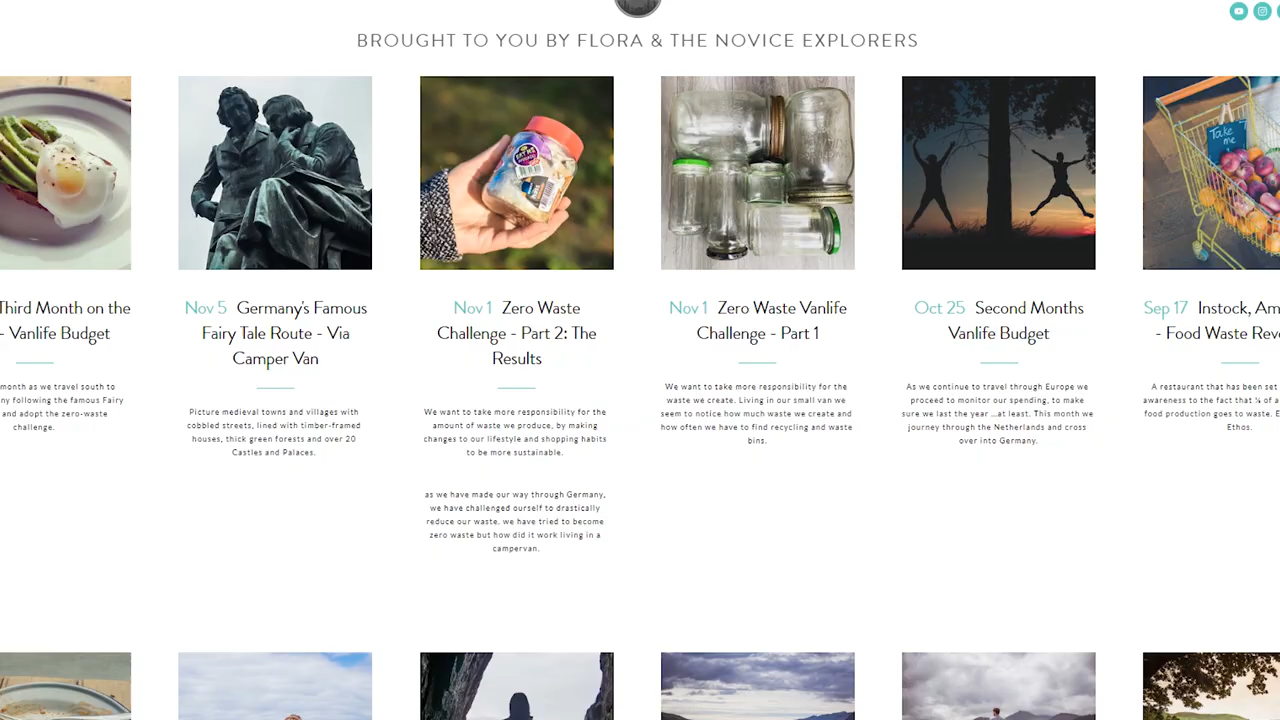 BROUGHT TO YOU BY FLORA & THE NOVICE EXPLORERS
Third Month on the
- Vanlife Budget
month as we travel south to
ny following the famous Fairy
and adopt the zero-waste
challenge.
Nov 5 Germany's Famous
Fairy Tale Route - Via
Camper Van
Picture medieval towns and villages with
cobbled streets, lined with timber-framed
houses, thick green forests and over 20
Castles and Palaces.
Nov 1 Zero Waste
Challenge - Part 2: The
Results
We want to take more responsibility for the
amount of waste we produce, by making
changes to our lifestyle and shopping habits
to be more sustainable.
as we have made our way through Germany,
we have challenged ourself to drastically
reduce our waste, we have tried to become
zero waste but how did it work living in a
campervan.
Nov 1 Zero Waste Vanlife
Challenge - Part 1
We want to take more responsibility for the
waste we create. Living in our small van we
seem to notice how much waste we create and
how often we have to find recycling and waste
bins.
Oct 25 Second Months
Vanlife Budget
As we continue to travel through Europe we
proceed to monitor our spending, to make
sure we last the year ...at least. This month we
journey through the Netherlands and cross
over into Germany.
Take
me
Sep 17 Instock, Am
- Food Waste Rev
A restaurant that has been set
awareness to the fact that ¼ of a
food production goes to waste. E
Ethos.